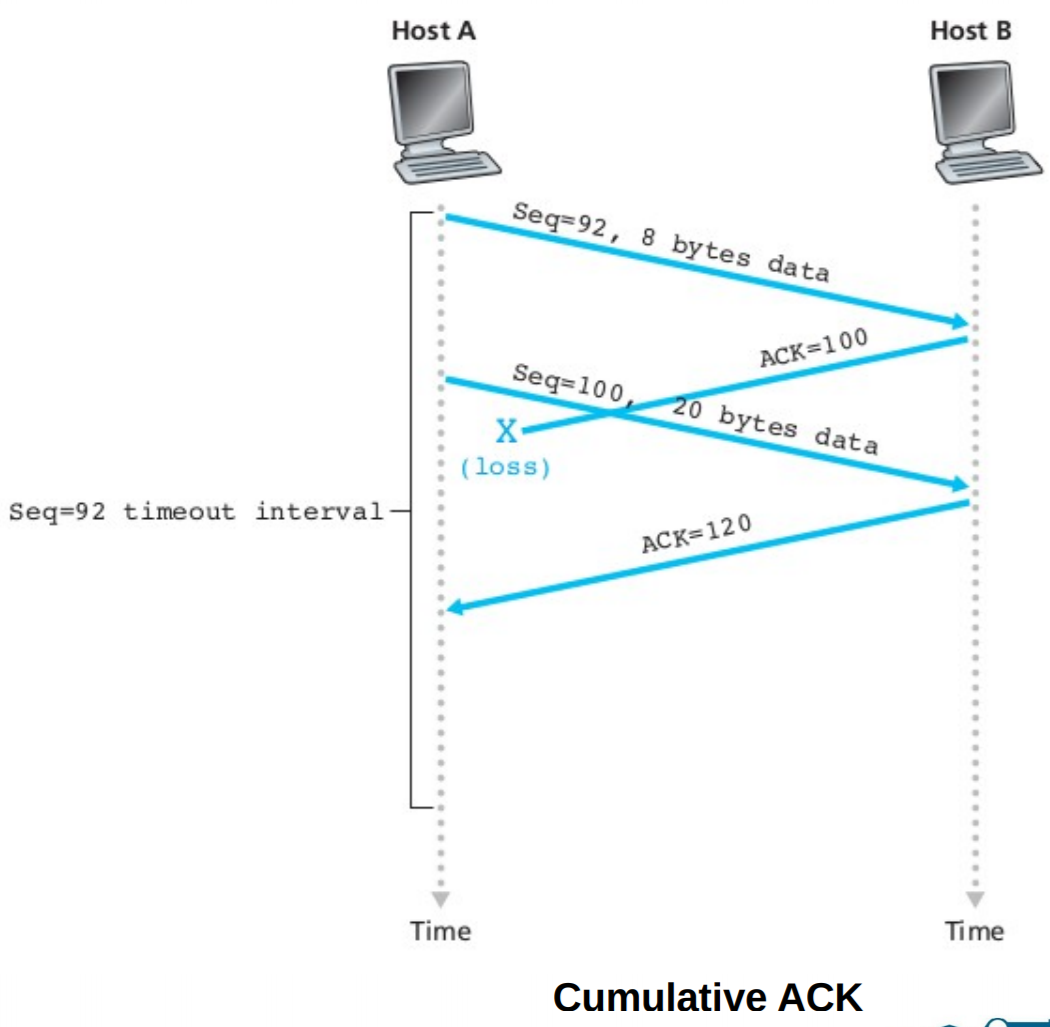 Host A
Host B
Seq=92, 8 bytes data
ACK=100
Seq=100, 20 bytes data
X
(loss)
Seq=92 timeout interval
ACK=120
Time
Time
Cumulative ACK